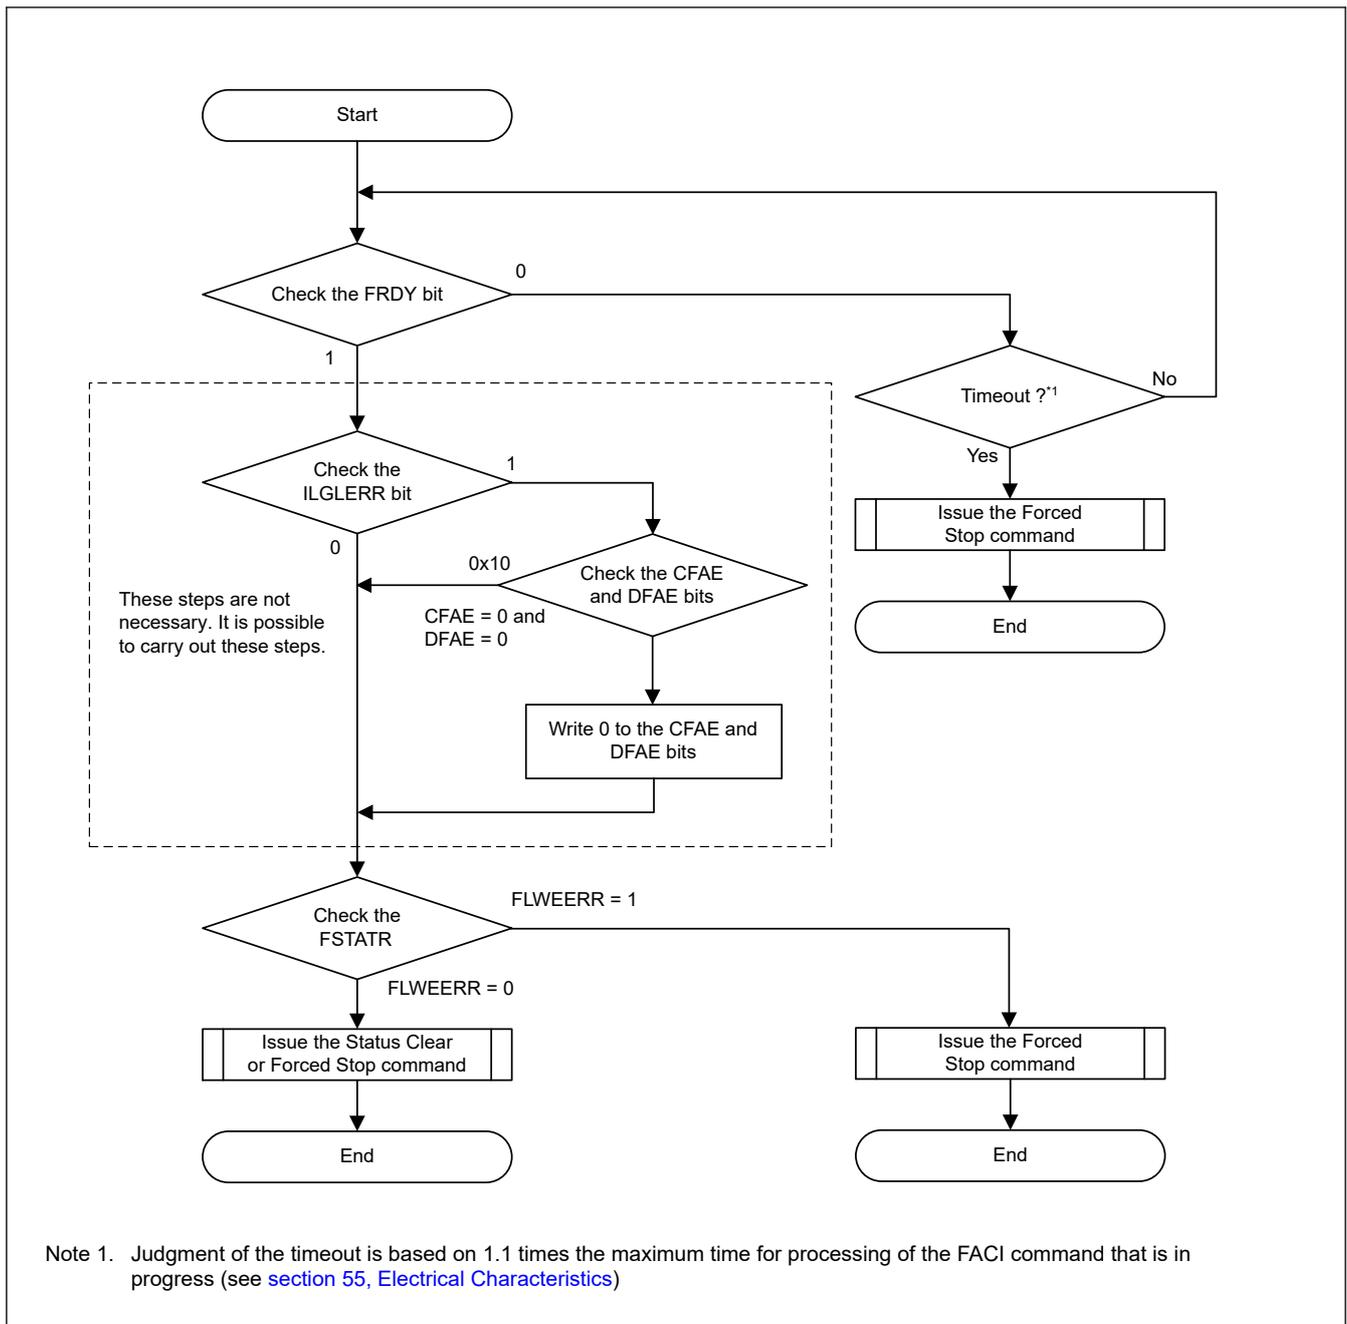 Start
0
Check the FRDY bit
1
No
Timeout ?*1
Yes
Check the
ILGLERR bit
1
0
Issue the Forced
Stop command
0x10
Check the CFAE
and DFAE bits
CFAE = 0 and
DFAE = 0
These steps are not
necessary. It is possible
to carry out these steps.
End
Write 0 to the CFAE and
DFAE bits
FLWEERR = 1
Check the
FSTATR
FLWEERR = 0
Issue the Status Clear
or Forced Stop command
Issue the Forced
Stop command
End
End
Note 1. Judgment of the timeout is based on 1.1 times the maximum time for processing of the FACI command that is in
progress (see section 55, Electrical Characteristics)